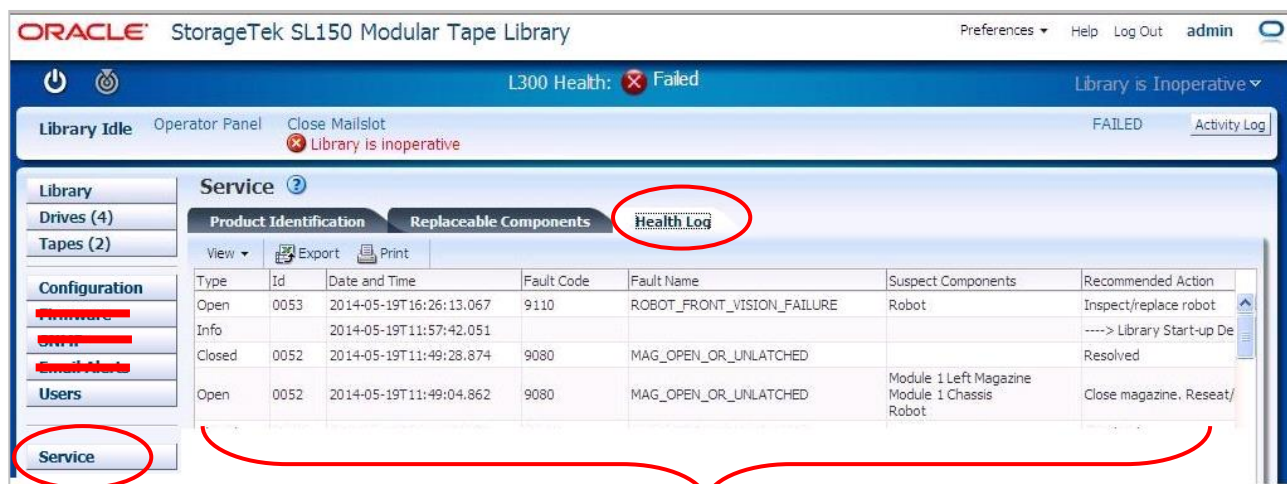 ORACLE StorageTek SL150 Modular Tape Library Preferences Help Log Out admin
L300 Health: Failed Library is Inoperative
Library Idle Operator Panel Close Mailslot FAILED Activity Log
Library is inoperative
Library
Drives (4)
Tapes (2)
Configuration
Users
Service
Service
Product Identification Replaceable Components Health Log
View Export Print
Type Id Date and Time Fault Code Fault Name Suspect Components Recommended Action
Open 0053 2014-05-19T16:26:13.067 9110 ROBOT_FRONT_VISION_FAILURE Robot Inspect/replace robot
Info 2014-05-19T11:57:42.051 ----> Library Start-up De
Closed 0052 2014-05-19T11:49:28.874 9080 MAG_OPEN_OR_UNLATCHED Resolved
Open 0052 2014-05-19T11:49:04.862 9080 MAG_OPEN_OR_UNLATCHED Module 1 Left Magazine Close magazine. Reseat/
Module 1 Chassis
Robot